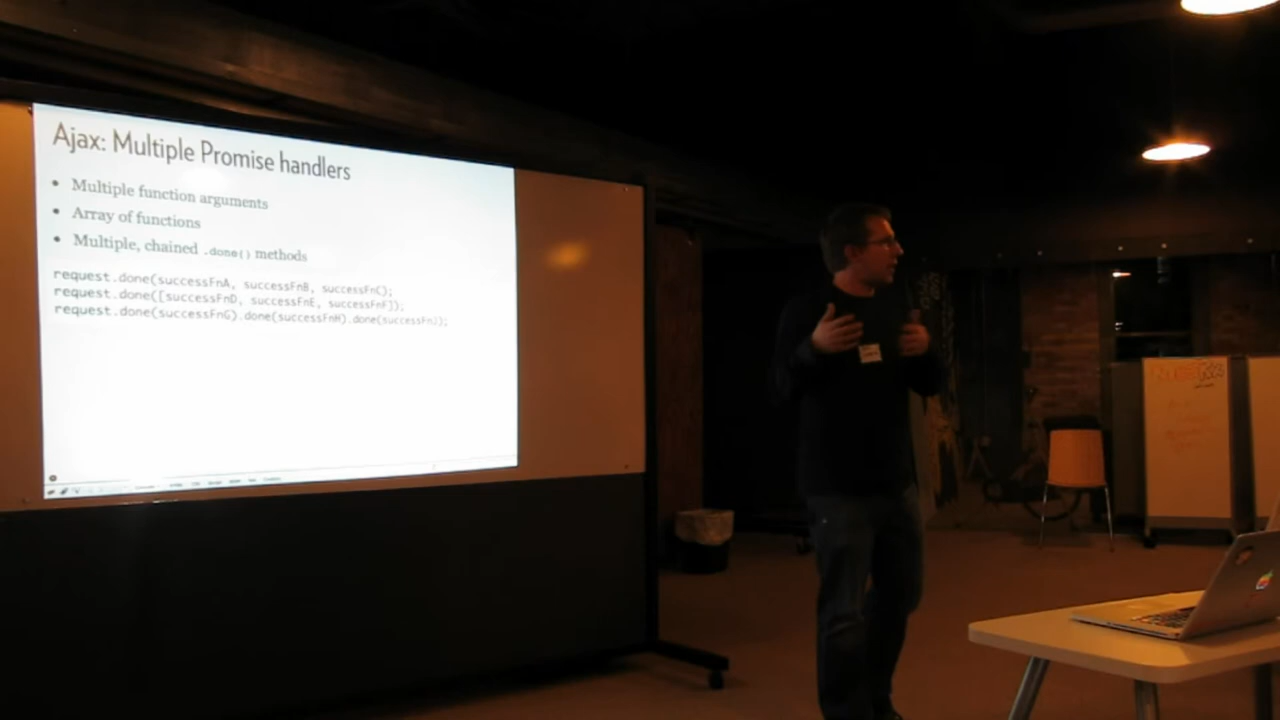 Ajax: Multiple Promise handlers
• Multiple function arguments
• Array of functions
• Multiple, chained .done() methods
request.done(successFnA, successFnB, successFnC);
request.done([successFnD, successFnE, successFnF]);
request.done(successFnG).done(successFnH).done(successFnJ);